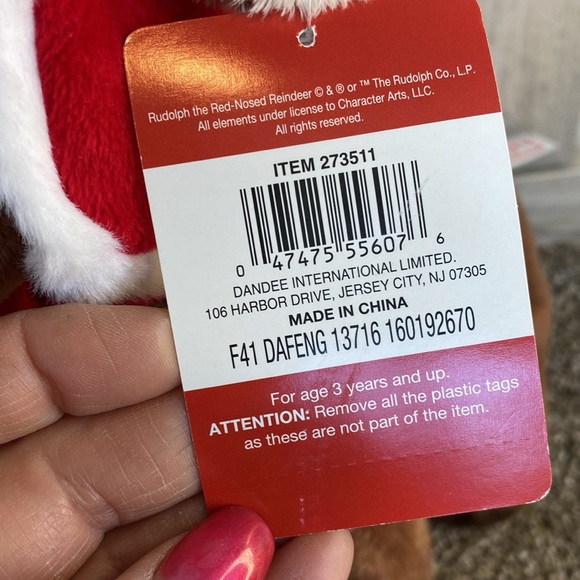 Rudolph the Red-Nosed Reindeer © & ® or ™ The Rudolph Co., L.P.
All elements under license to Character Arts, LLC.
All rights reserved.
ITEM 273511
0 47475 55607 6
DANDEE INTERNATIONAL LIMITED.
106 HARBOR DRIVE, JERSEY CITY, NJ 07305
MADE IN CHINA
F41 DAFENG 13716 160192670
For age 3 years and up.
ATTENTION: Remove all the plastic tags
as these are not part of the item.